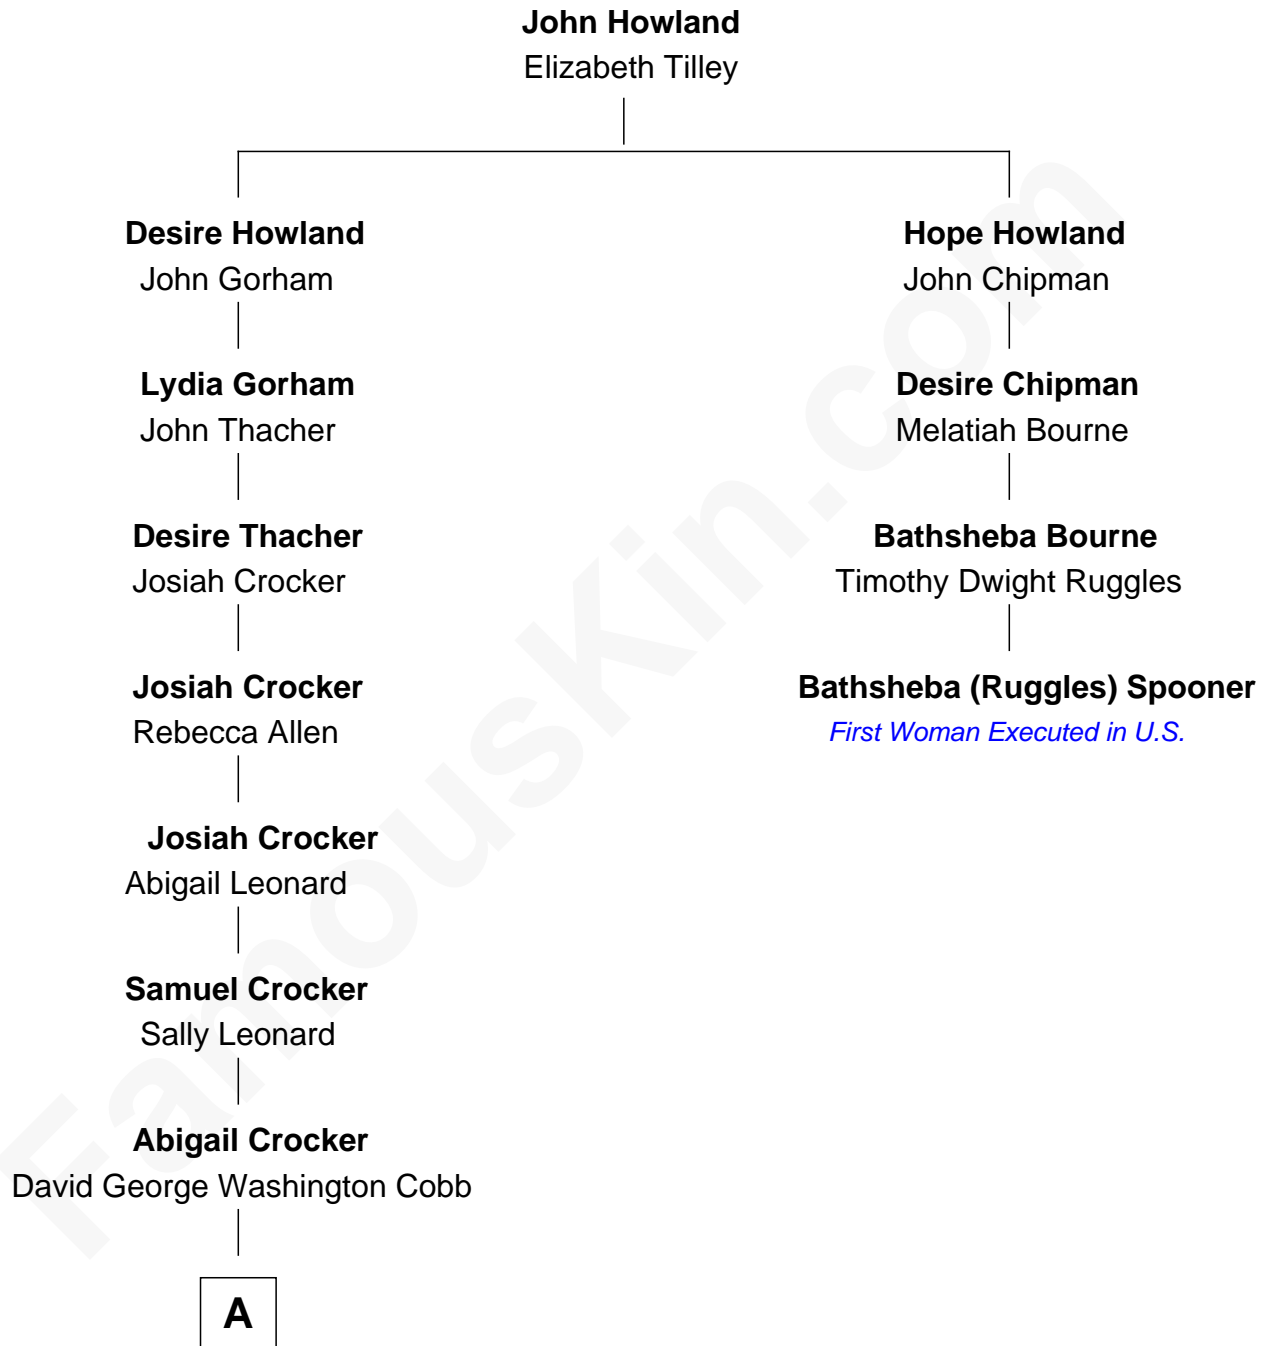 John Howland
Elizabeth Tilley
Desire Howland
John Gorham
Hope Howland
John Chipman
Lydia Gorham
John Thacher
Desire Chipman
Melatiah Bourne
Desire Thacher
Josiah Crocker
Bathsheba Bourne
Timothy Dwight Ruggles
Josiah Crocker
Rebecca Allen
Bathsheba (Ruggles) Spooner
First Woman Executed in U.S.
Josiah Crocker
Abigail Leonard
Samuel Crocker
Sally Leonard
Abigail Crocker
David George Washington Cobb
A
FamousKin.com